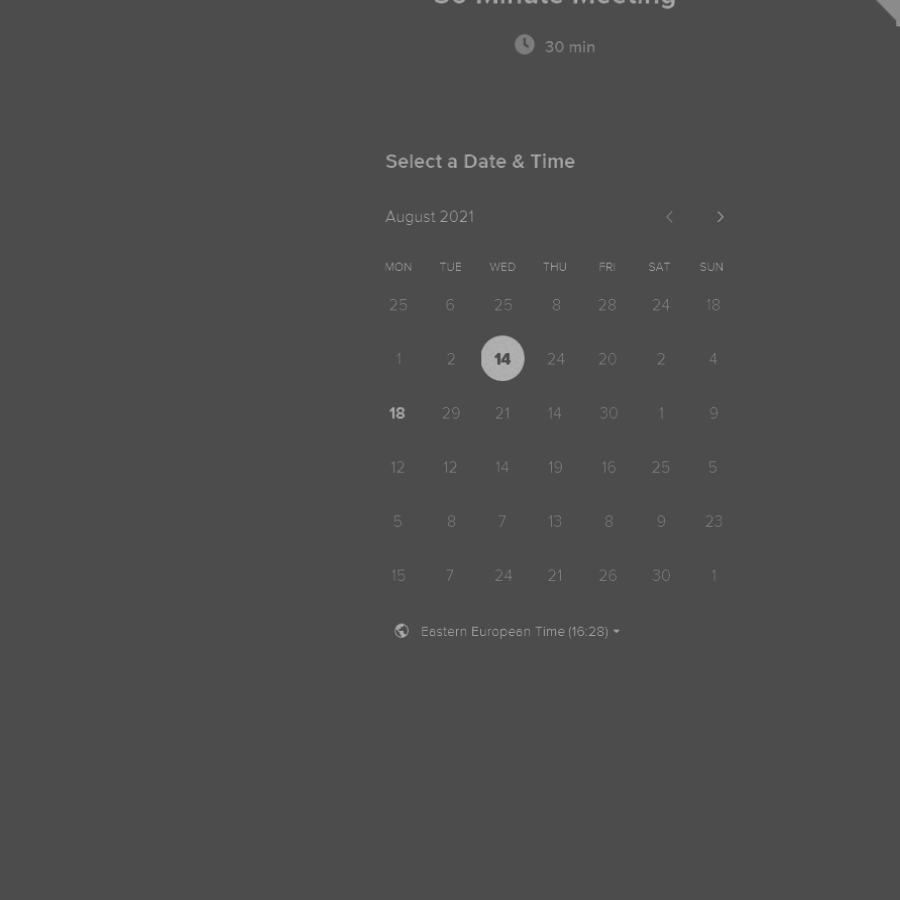 30 Minute Meeting
30 min
Select a Date & Time
August 2021
MON TUE WED THU FRI SAT SUN
25 6 25 8 28 24 18
1 2 14 24 20 2 4
18 29 21 14 30 1 9
12 12 14 19 16 25 5
5 8 7 13 8 9 23
15 7 24 21 26 30 1
Eastern European Time (16:28)